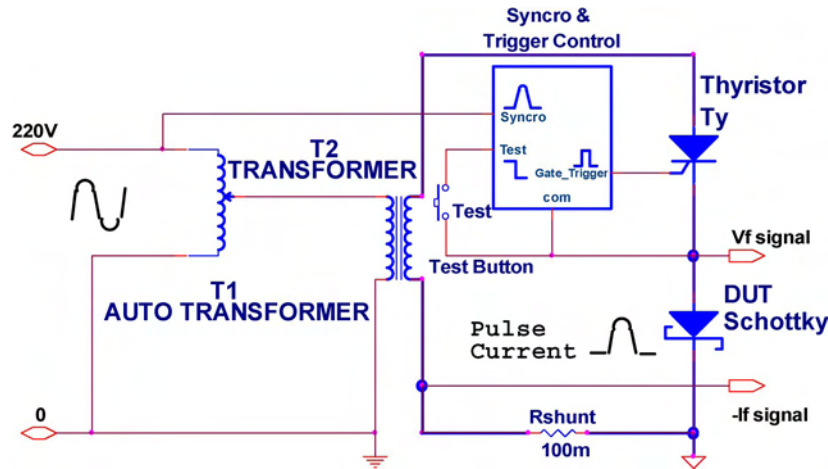 Syncro &
Trigger Control
Thyristor
Ty
220V
Syncro
T2
TRANSFORMER
Test
Gate_Trigger
com
Test
Vf signal
Test Button
T1
AUTO TRANSFORMER
DUT
Schottky
Pulse
Current
0
Rshunt
100m
-If signal